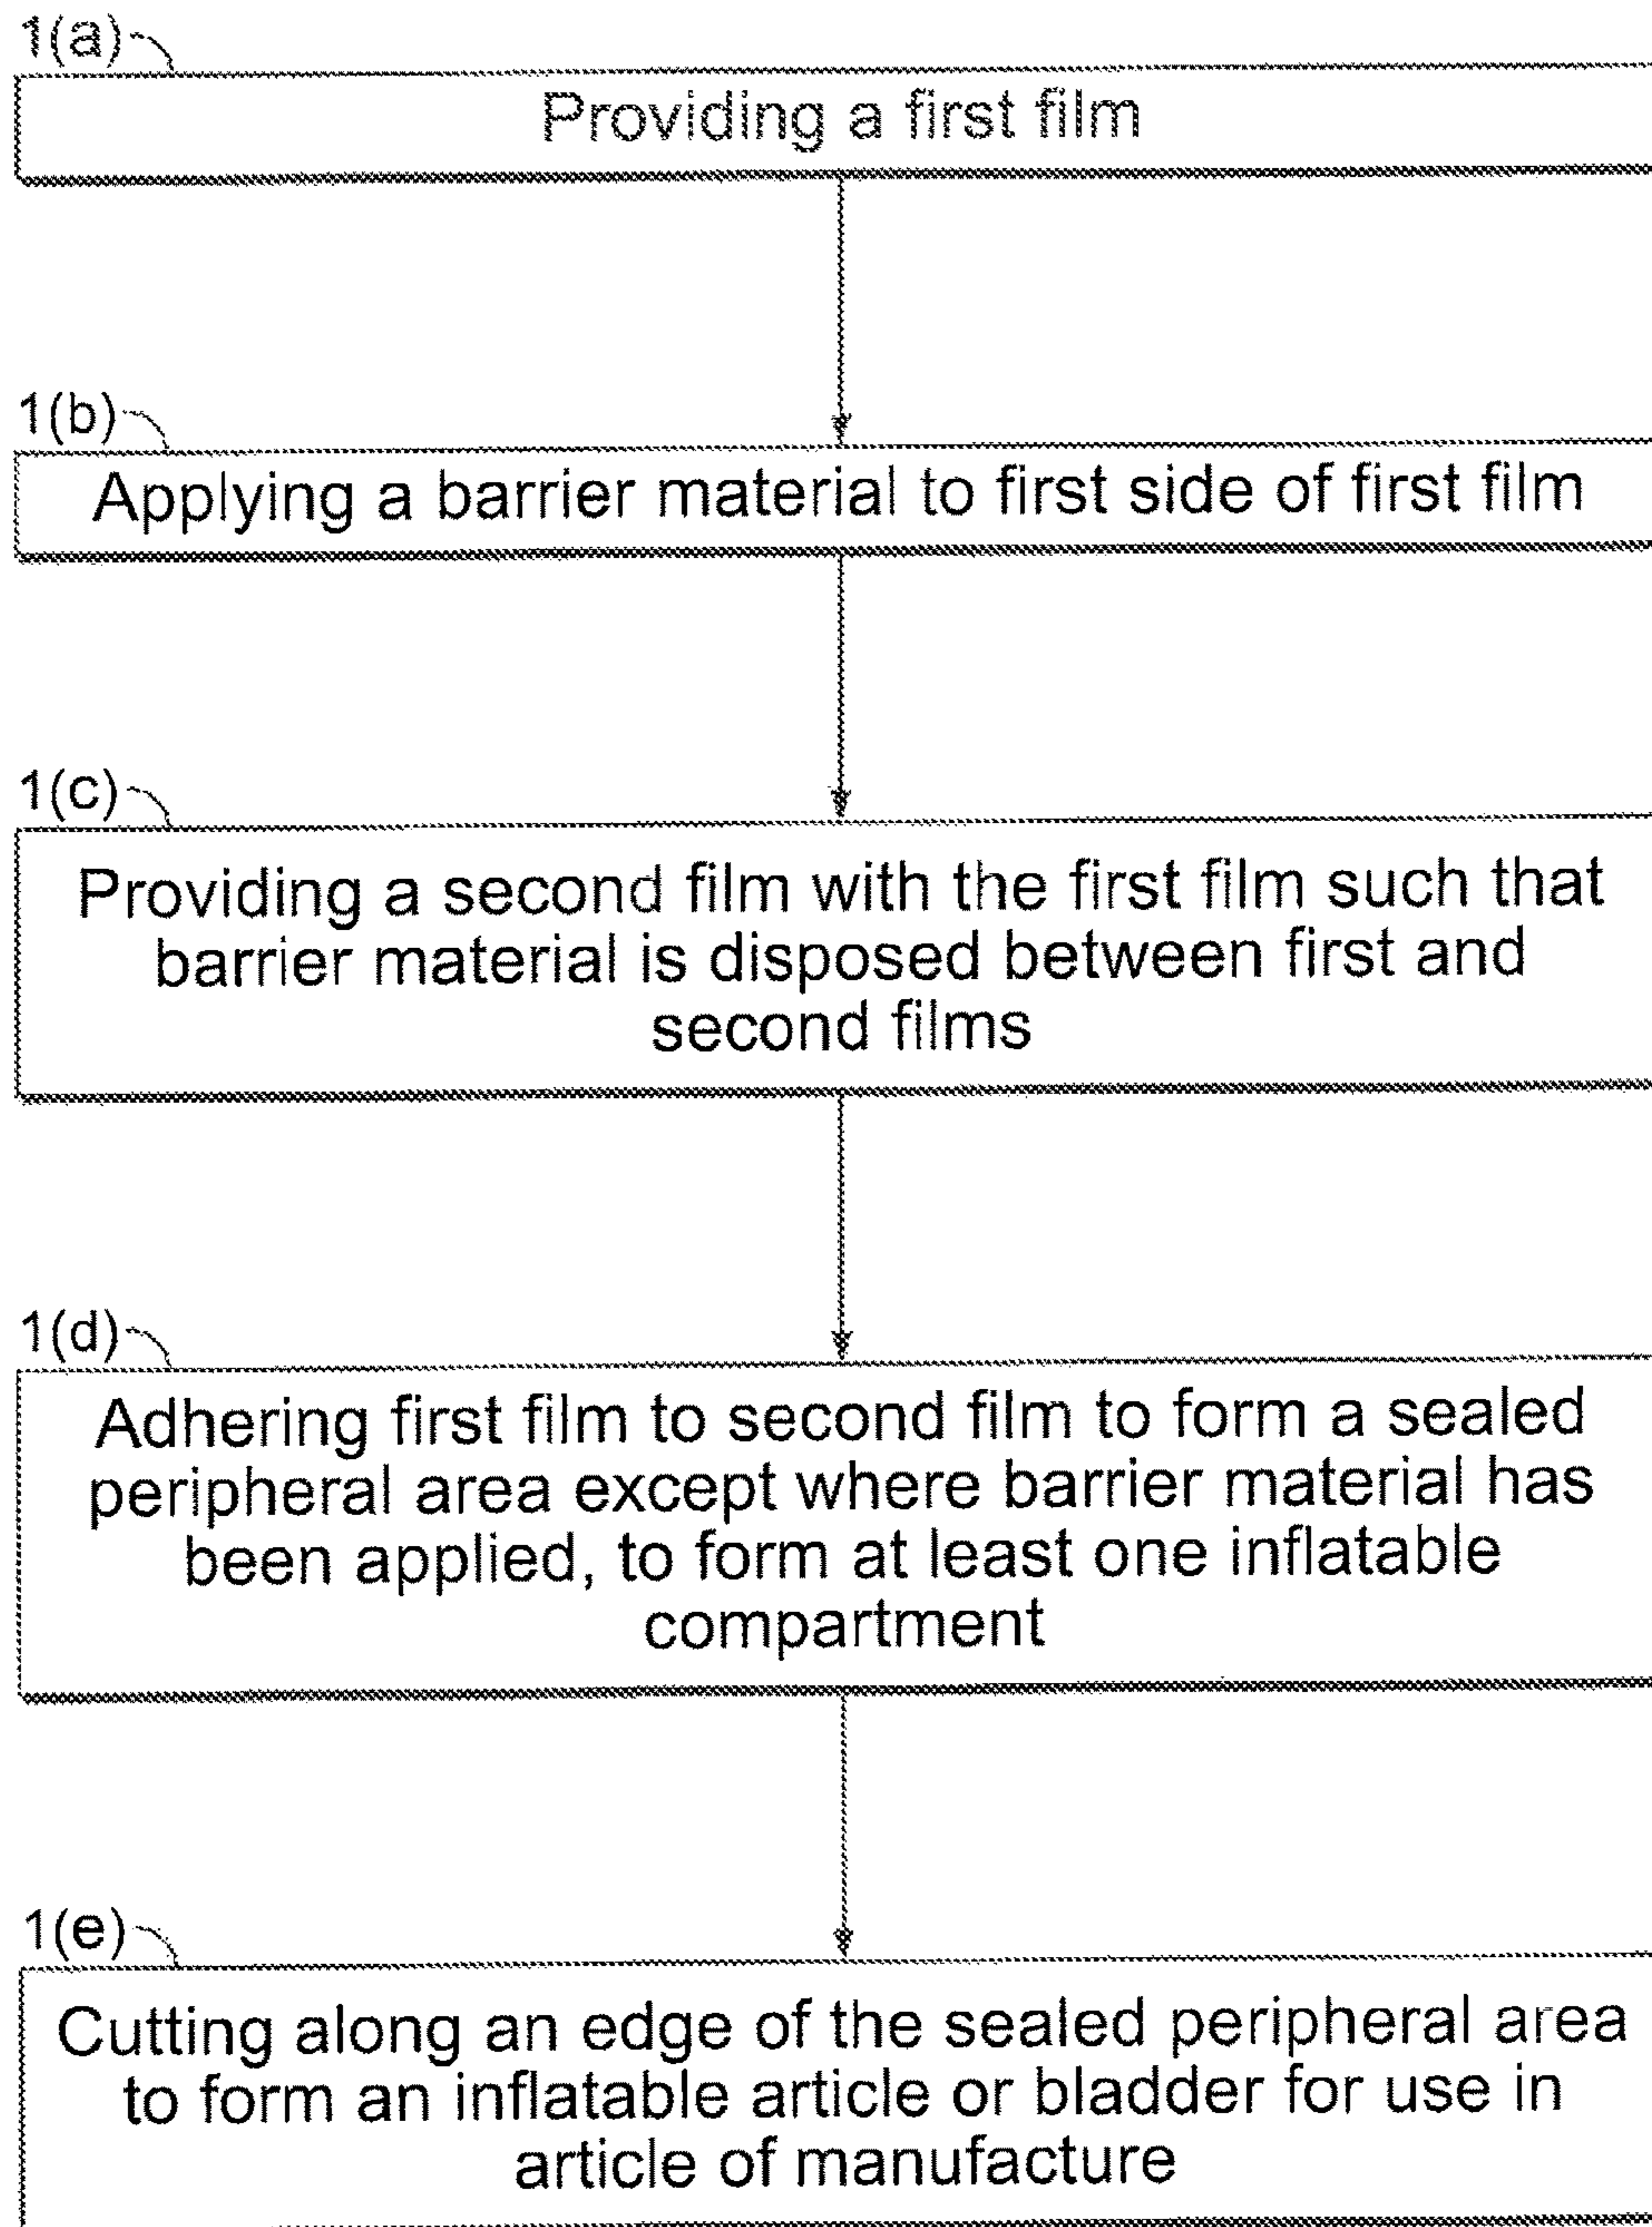 1(a)
Providing a first film
1(b)
Applying a barrier material to first side of first film
1(c)
Providing a second film with the first film such that
barrier material is disposed between first and
second films
1(d)
Adhering first film to second film to form a sealed
peripheral area except where barrier material has
been applied, to form at least one inflatable
compartment
1(e)
Cutting along an edge of the sealed peripheral area
to form an inflatable article or bladder for use in
article of manufacture